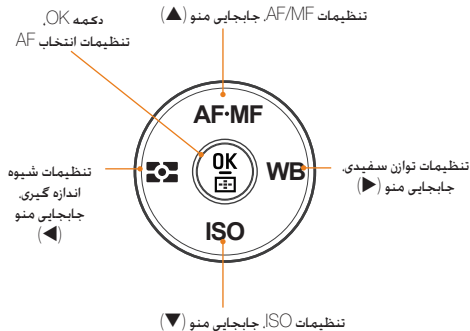 تنظیمات AF/MF، جابجایی منو (▲)
دکمه OK،
تنظیمات انتخاب AF
AF·MF
OK
WB
ISO
تنظیمات توازن سفیدی،
جابجایی منو (▶)
تنظیمات شیوه
اندازه گیری،
جابجایی منو
(◀)
تنظیمات ISO، جابجایی منو (▼)